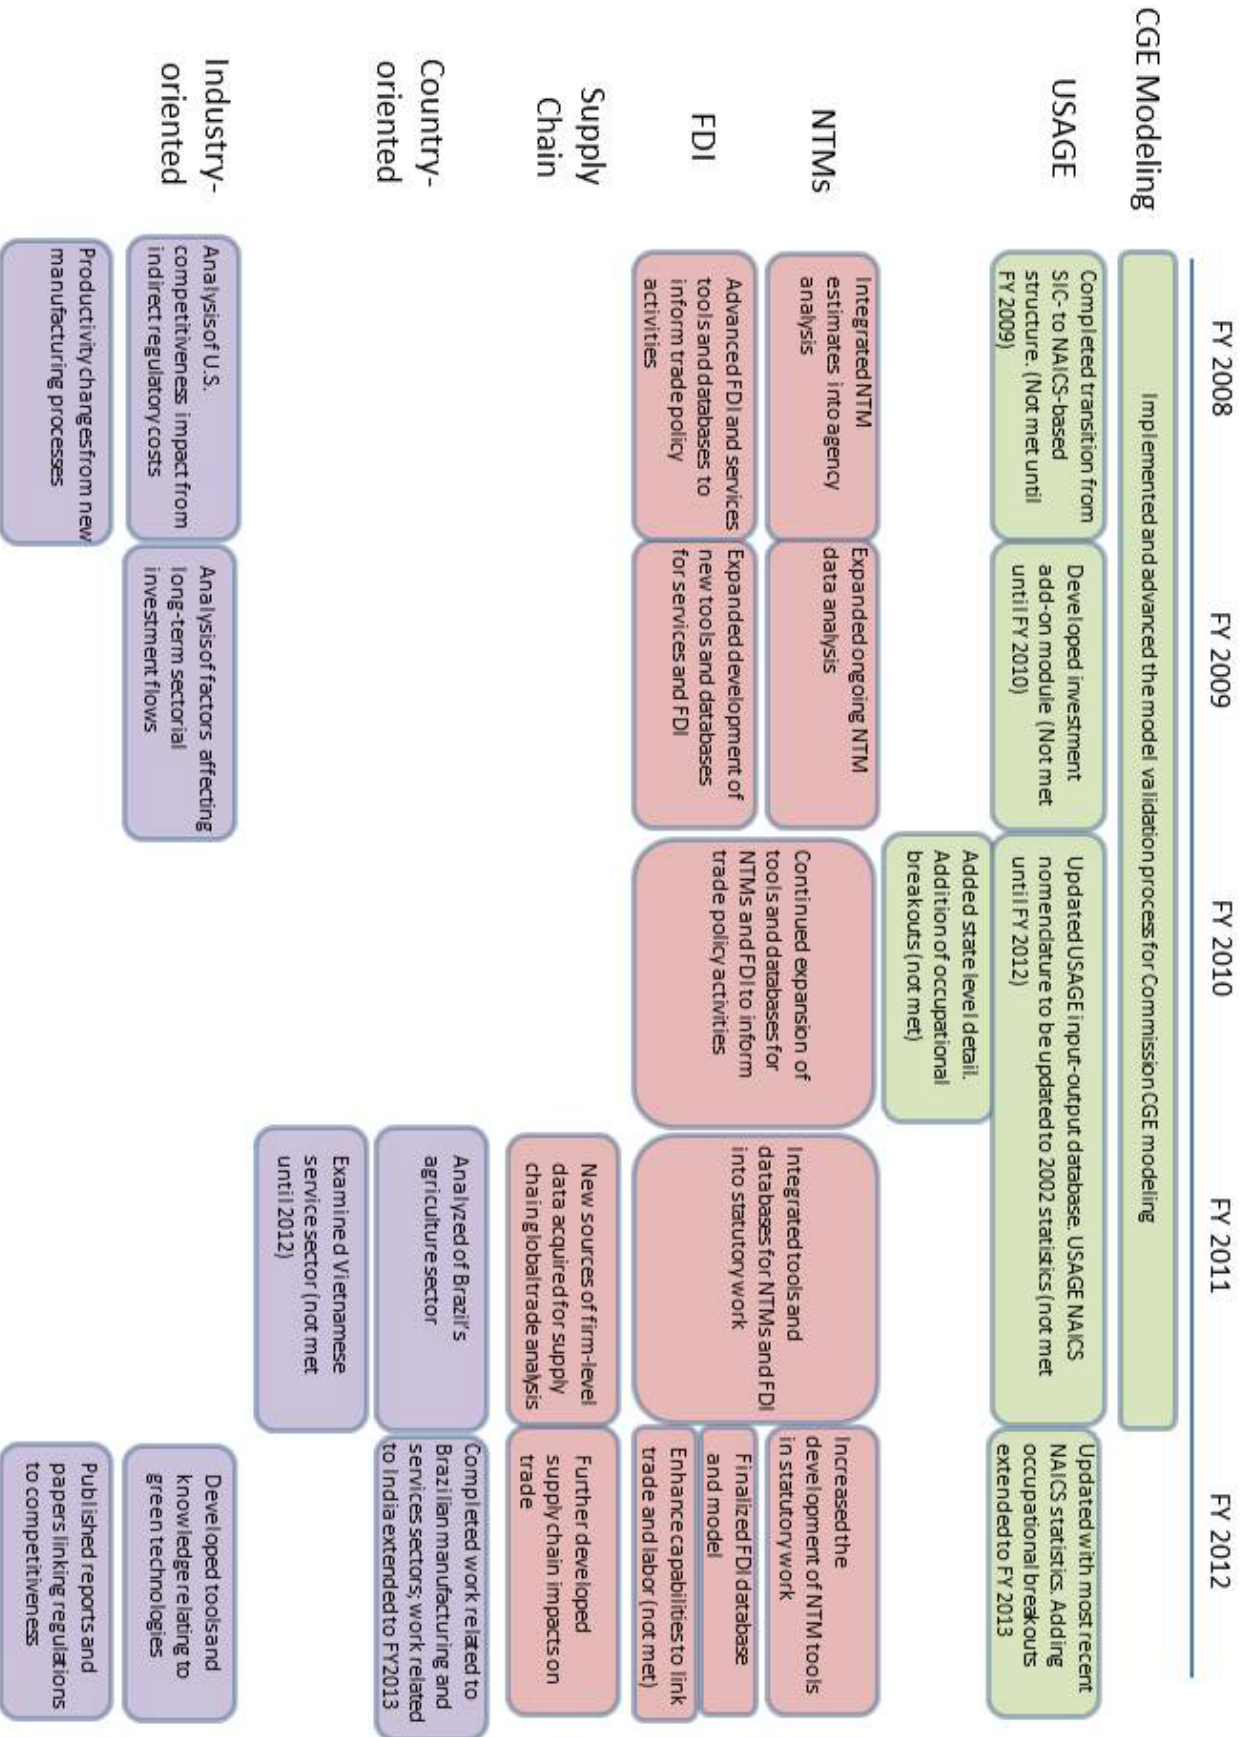 FY 2008
FY 2009
FY 2010
FY 2011
FY 2012
CGE Modeling
Implemented and advanced the model validation process for Commission CGE modeling
USAGE
Completed transition from
SIC- to NAICS-based
structure. (Not met until
FY 2009)
Developed investment
add-on module (Not met
until FY 2010)
Updated USAGE input-output database. USAGE NAICS
nomenclature to be updated to 2002 statistics (not met
until FY 2012)
Updated with most recent
NAICS statistics. Adding
occupational breakouts
extended to FY 2013
Added state level detail.
Addition of occupational
breakouts (not met)
NTMs
Integrated NTM
estimates into agency
analysis
Expanded ongoing NTM
data analysis
Continued expansion of
tools and databases for
NTMs and FDI to inform
trade policy activities
Integrated tools and
databases for NTMs and FDI
into statutory work
Increased the
development of NTM tools
in statutory work
FDI
Advanced FDI and services
tools and databases to
inform trade policy
activities
Expanded development of
new tools and databases
for services and FDI
Finalized FDI database
and model
Enhance capabilities to link
trade and labor (not met)
Supply
Chain
New sources of firm-level
data acquired for supply
chain global trade analysis
Further developed
supply chain impacts on
trade
Country-
oriented
Analyzed of Brazil's
agriculture sector
Completed work related to
Brazilian manufacturing and
services sectors; work related
to India extended to FY2013
Examined Vietnamese
service sector (not met
until 2012)
Industry-
oriented
Analysis of U.S.
competitiveness impact from
indirect regulatory costs
Analysis of factors affecting
long-term sectorial
investment flows
Developed tools and
knowledge relating to
green technologies
Productivity changes from new
manufacturing processes
Published reports and
papers linking regulations
to competitiveness